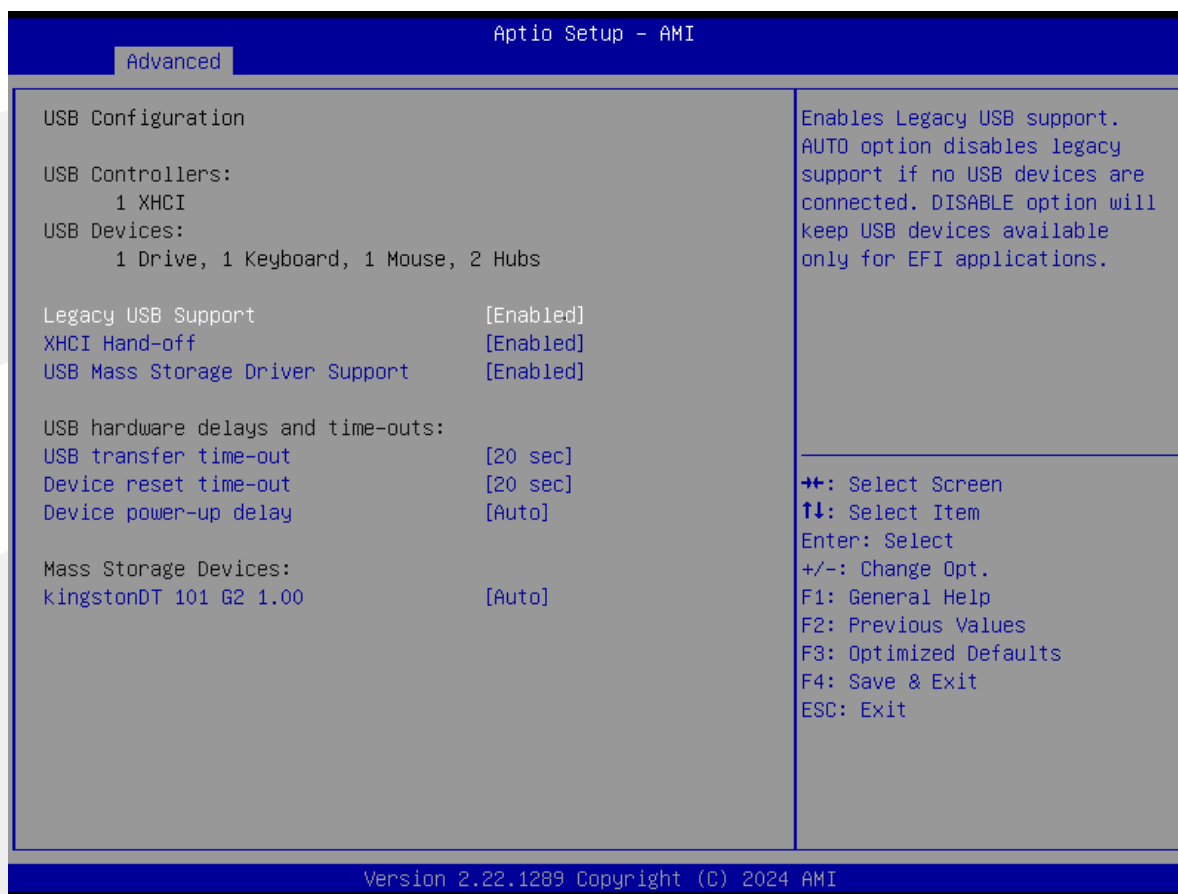 Aptio Setup – AMI
Advanced
USB Configuration
USB Controllers:
1 XHCI
USB Devices:
1 Drive, 1 Keyboard, 1 Mouse, 2 Hubs
Legacy USB Support [Enabled]
XHCI Hand-off [Enabled]
USB Mass Storage Driver Support [Enabled]
USB hardware delays and time-outs:
USB transfer time-out [20 sec]
Device reset time-out [20 sec]
Device power-up delay [Auto]
Mass Storage Devices:
kingstonDT 101 G2 1.00 [Auto]
Enables Legacy USB support.
AUTO option disables legacy
support if no USB devices are
connected. DISABLE option will
keep USB devices available
only for EFI applications.
→←: Select Screen
↑↓: Select Item
Enter: Select
+/-: Change Opt.
F1: General Help
F2: Previous Values
F3: Optimized Defaults
F4: Save & Exit
ESC: Exit
Version 2.22.1289 Copyright (C) 2024 AMI